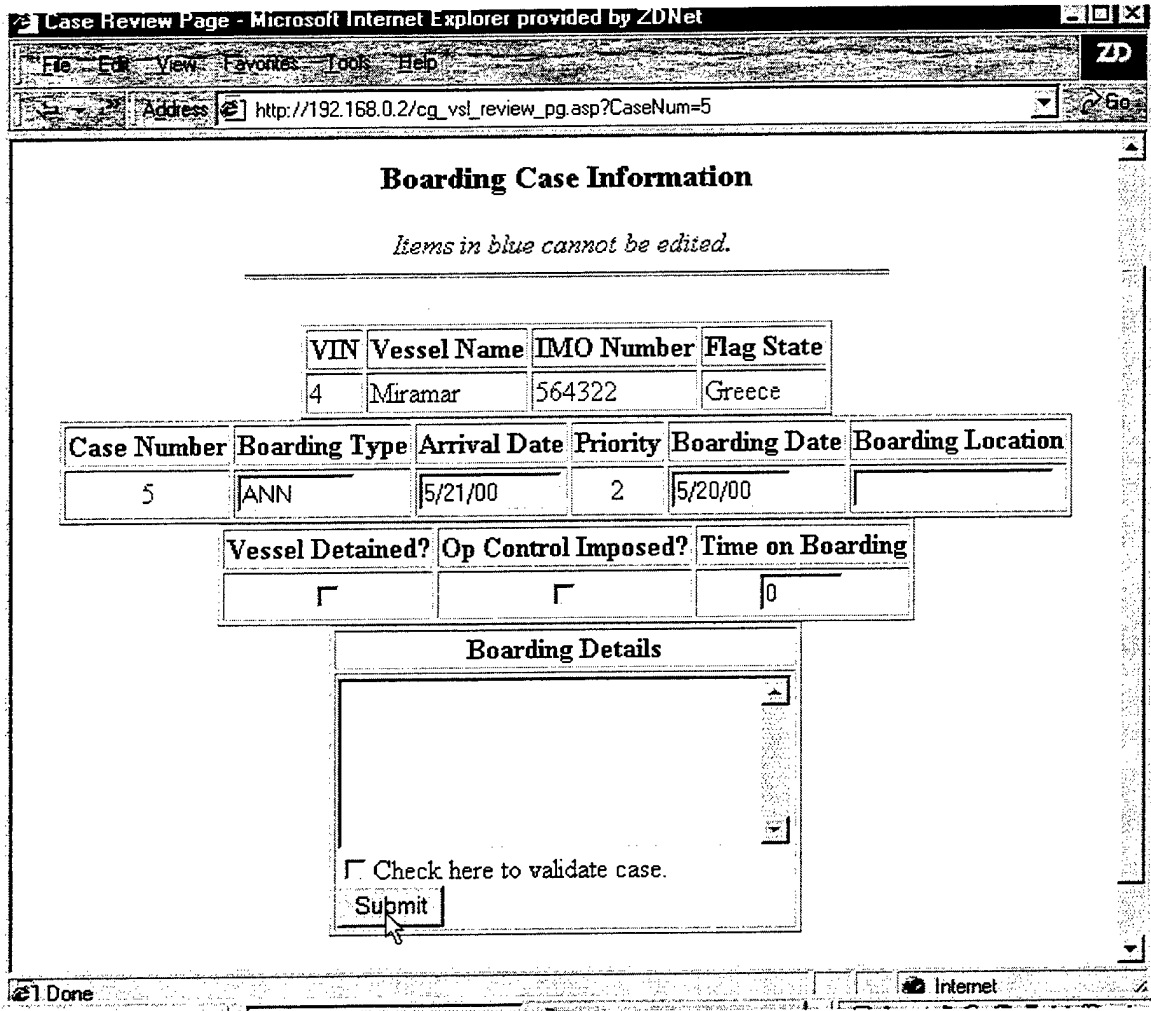 Case Review Page - Microsoft Internet Explorer provided by ZDNet
File Edit View Favorites Tools Help
ZD
Address http://192.168.0.2/cg_vsl_review_pg.asp?CaseNum=5 Go
Boarding Case Information
Items in blue cannot be edited.
VIN Vessel Name IMO Number Flag State
4 Miramar 564322 Greece
Case Number Boarding Type Arrival Date Priority Boarding Date Boarding Location
5 ANN 5/21/00 2 5/20/00
Vessel Detained? Op Control Imposed? Time on Boarding
0
Boarding Details
Check here to validate case.
Submit
Done Internet